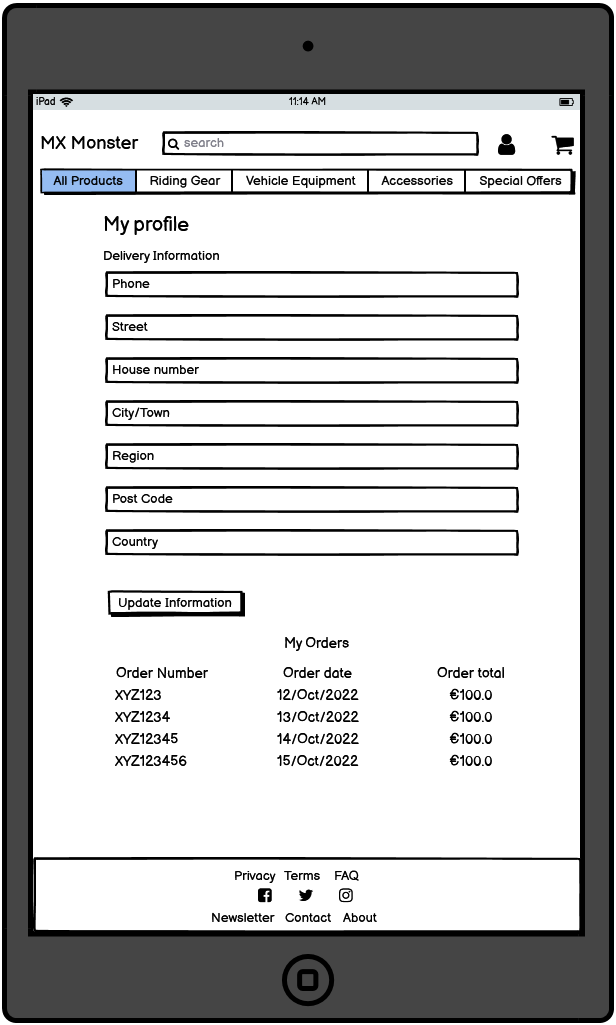 iPad 11:14 AM
MX Monster search
All Products Riding Gear Vehicle Equipment Accessories Special Offers
My profile
Delivery Information
Phone
Street
House number
City/Town
Region
Post Code
Country
Update Information
My Orders
Order Number Order date Order total
XYZ123 12/Oct/2022 €100.0
XYZ1234 13/Oct/2022 €100.0
XYZ12345 14/Oct/2022 €100.0
XYZ123456 15/Oct/2022 €100.0
Privacy Terms FAQ
Newsletter Contact About